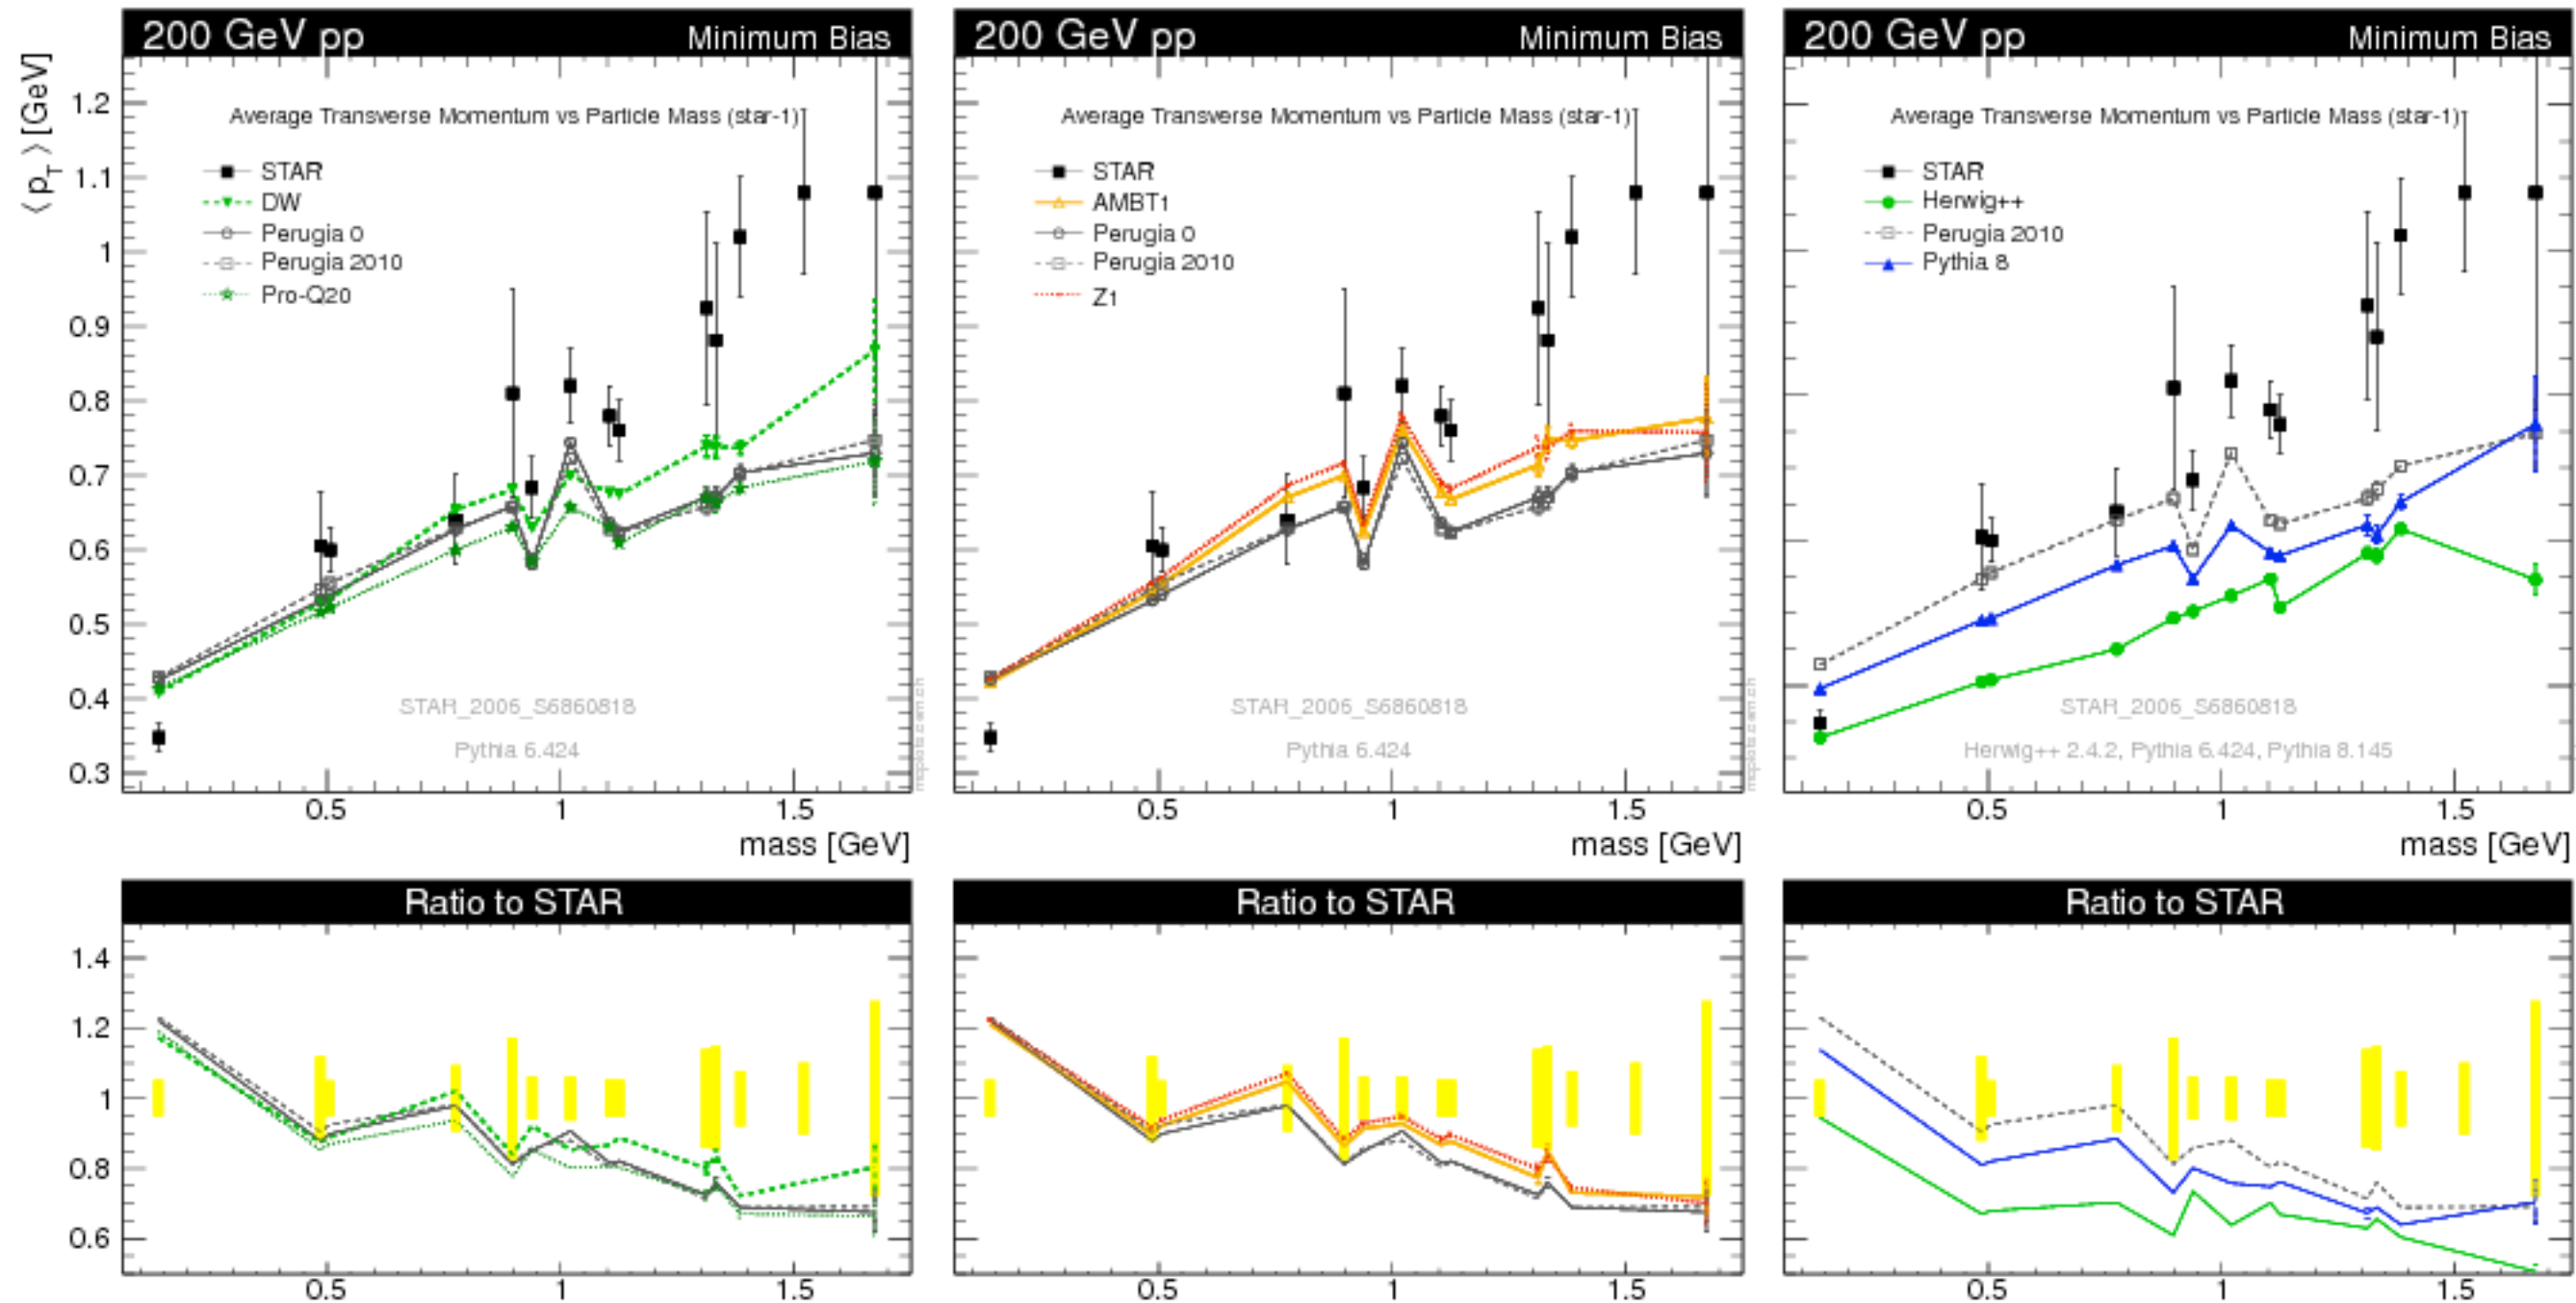 200 GeV pp Minimum Bias
⟨p_T⟩ [GeV]
Average Transverse Momentum vs Particle Mass (star-1)
STAR
DW
Perugia 0
Perugia 2010
Pro-Q20
1.2
1.1
1
0.9
0.8
0.7
0.6
0.5
0.4
0.3
STAR_2006_S6860818
Pythia 6.424
mcplots.cern.ch
0.5 1 1.5
mass [GeV]
200 GeV pp Minimum Bias
Average Transverse Momentum vs Particle Mass (star-1)
STAR
AMBT1
Perugia 0
Perugia 2010
Z1
STAR_2006_S6860818
Pythia 6.424
mcplots.cern.ch
0.5 1 1.5
mass [GeV]
200 GeV pp Minimum Bias
Average Transverse Momentum vs Particle Mass (star-1)
STAR
Herwig++
Perugia 2010
Pythia 8
STAR_2006_S6860818
Herwig++ 2.4.2, Pythia 6.424, Pythia 8.145
0.5 1 1.5
mass [GeV]
Ratio to STAR
1.4
1.2
1
0.8
0.6
0.5 1 1.5
Ratio to STAR
0.5 1 1.5
Ratio to STAR
0.5 1 1.5